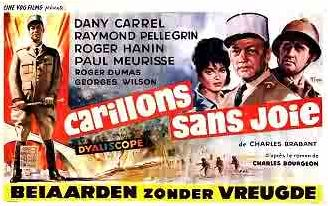 CINE VOG FILMS présente
DANY CARREL
RAYMOND PELLEGRIN
ROGER HANIN
PAUL MEURISSE
ROGER DUMAS
GEORGES WILSON
carillons
sans joie
DYALISCOPE
de CHARLES BRABANT
d'après le roman de
CHARLES BOURGEON
BEIAARDEN ZONDER VREUGDE